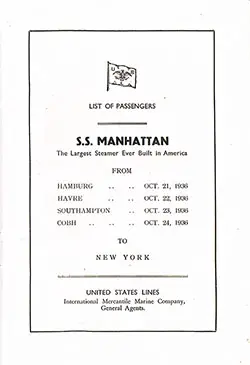 LIST OF PASSENGERS
S.S. MANHATTAN
The Largest Steamer Ever Built in America
FROM
HAMBURG .. .. OCT. 21, 1936
HAVRE .. .. OCT. 22, 1936
SOUTHAMPTON .. OCT. 23, 1936
COBH .. .. .. OCT. 24, 1936
TO
NEW YORK
UNITED STATES LINES
International Mercantile Marine Company,
General Agents.